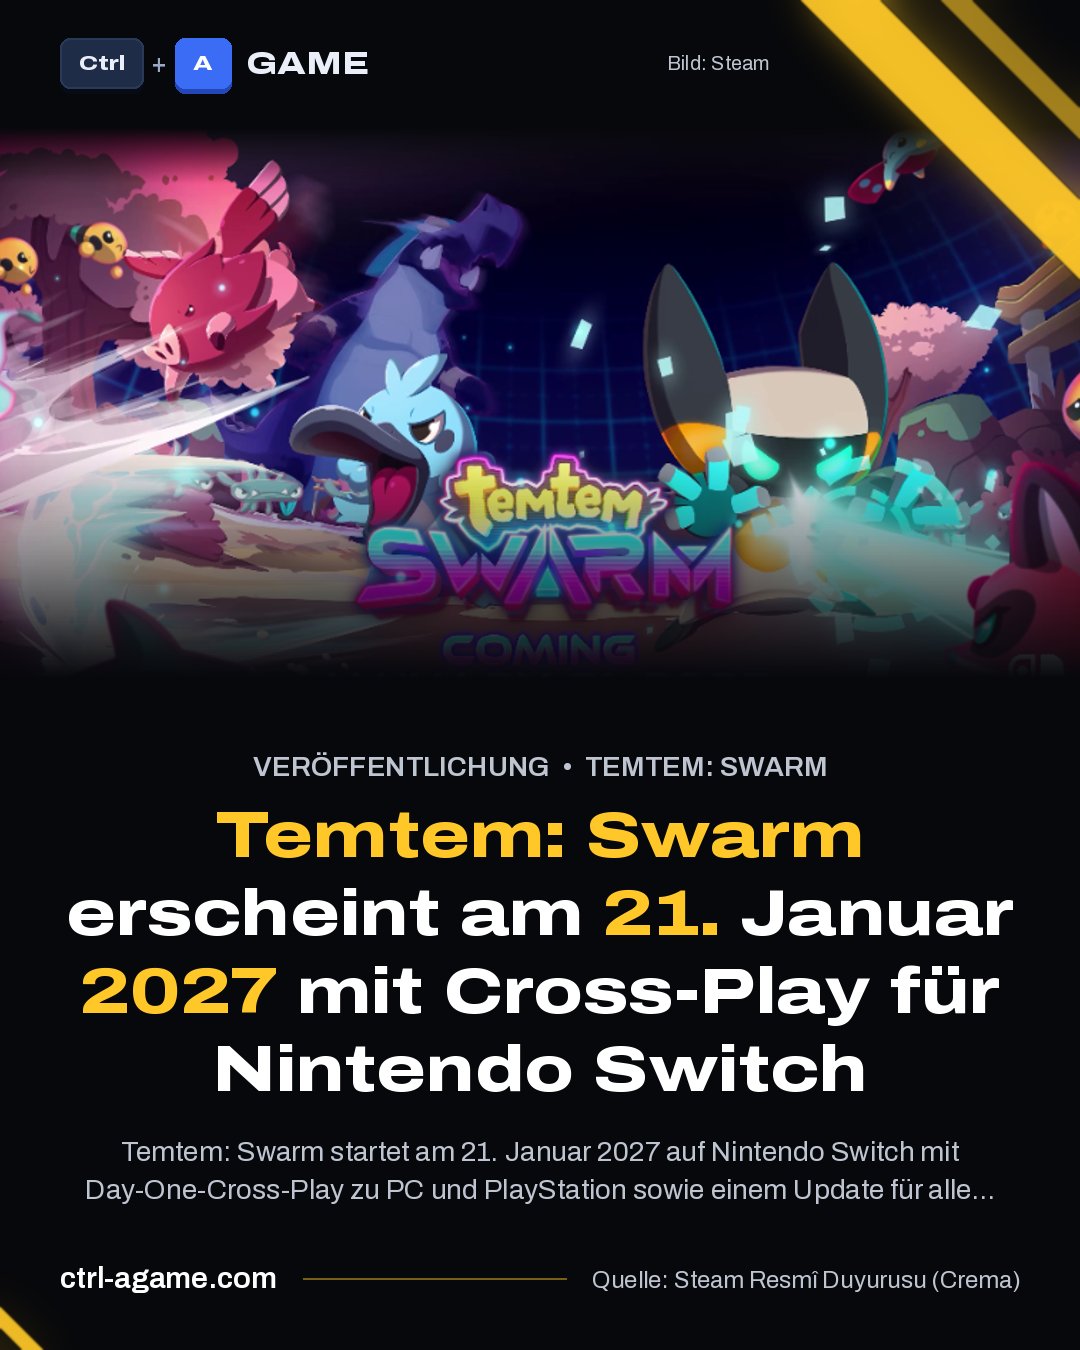 Ctrl + A GAME
Bild: Steam
temtem
SWARM
COMING
VERÖFFENTLICHUNG • TEMTEM: SWARM
Temtem: Swarm
erscheint am 21. Januar
2027 mit Cross-Play für
Nintendo Switch
Temtem: Swarm startet am 21. Januar 2027 auf Nintendo Switch mit
Day-One-Cross-Play zu PC und PlayStation sowie einem Update für alle...
ctrl-agame.com
Quelle: Steam Resmî Duyurusu (Crema)